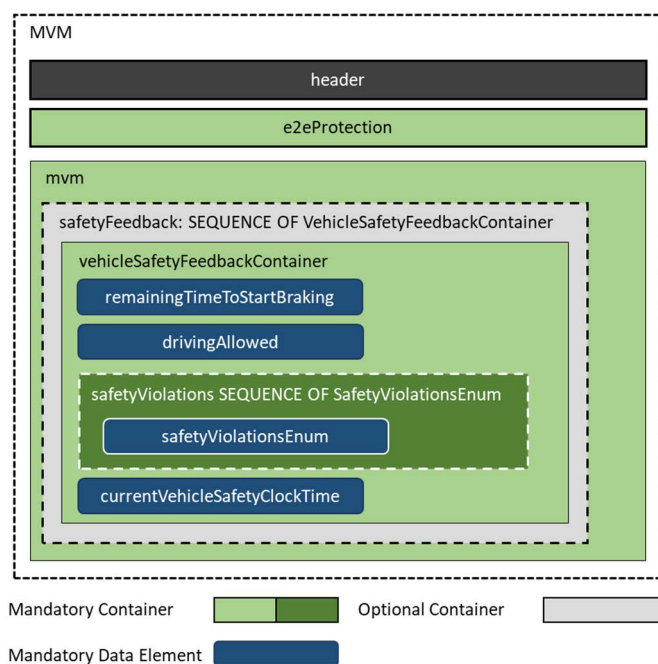 MVM
header
e2eProtection
mvm
safetyFeedback: SEQUENCE OF VehicleSafetyFeedbackContainer
vehicleSafetyFeedbackContainer
remainingTimeToStartBraking
drivingAllowed
safetyViolations SEQUENCE OF SafetyViolationsEnum
safetyViolationsEnum
currentVehicleSafetyClockTime
Mandatory Container
Optional Container
Mandatory Data Element